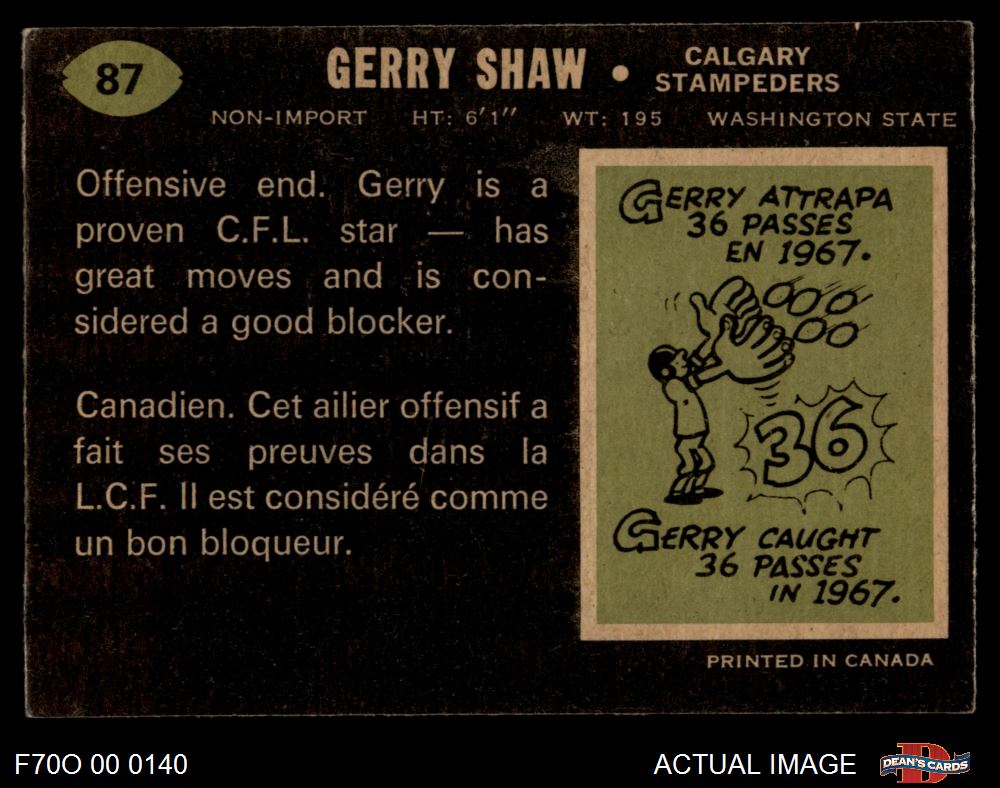 87
GERRY SHAW • CALGARY STAMPEDERS
NON-IMPORT HT: 6'1" WT: 195 WASHINGTON STATE
Offensive end. Gerry is a
proven C.F.L. star — has
great moves and is con-
sidered a good blocker.
Canadien. Cet ailier offensif a
fait ses preuves dans la
L.C.F. Il est considéré comme
un bon bloqueur.
GERRY ATTRAPA
36 PASSES
EN 1967.
36
GERRY CAUGHT
36 PASSES
IN 1967.
PRINTED IN CANADA
F70O 00 0140
ACTUAL IMAGE
DEAN'S CARDS